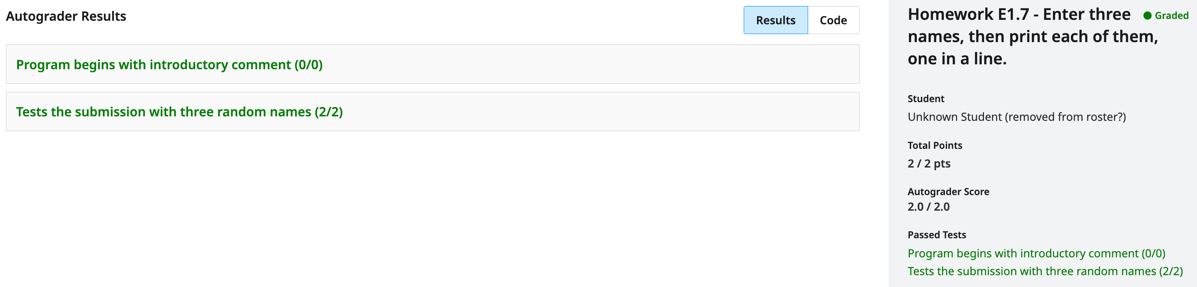 Autograder Results
Results
Code
Program begins with introductory comment (0/0)
Tests the submission with three random names (2/2)
Homework E1.7 - Enter three
names, then print each of them,
one in a line.
Graded
Student
Unknown Student (removed from roster?)
Total Points
2 / 2 pts
Autograder Score
2.0 / 2.0
Passed Tests
Program begins with introductory comment (0/0)
Tests the submission with three random names (2/2)